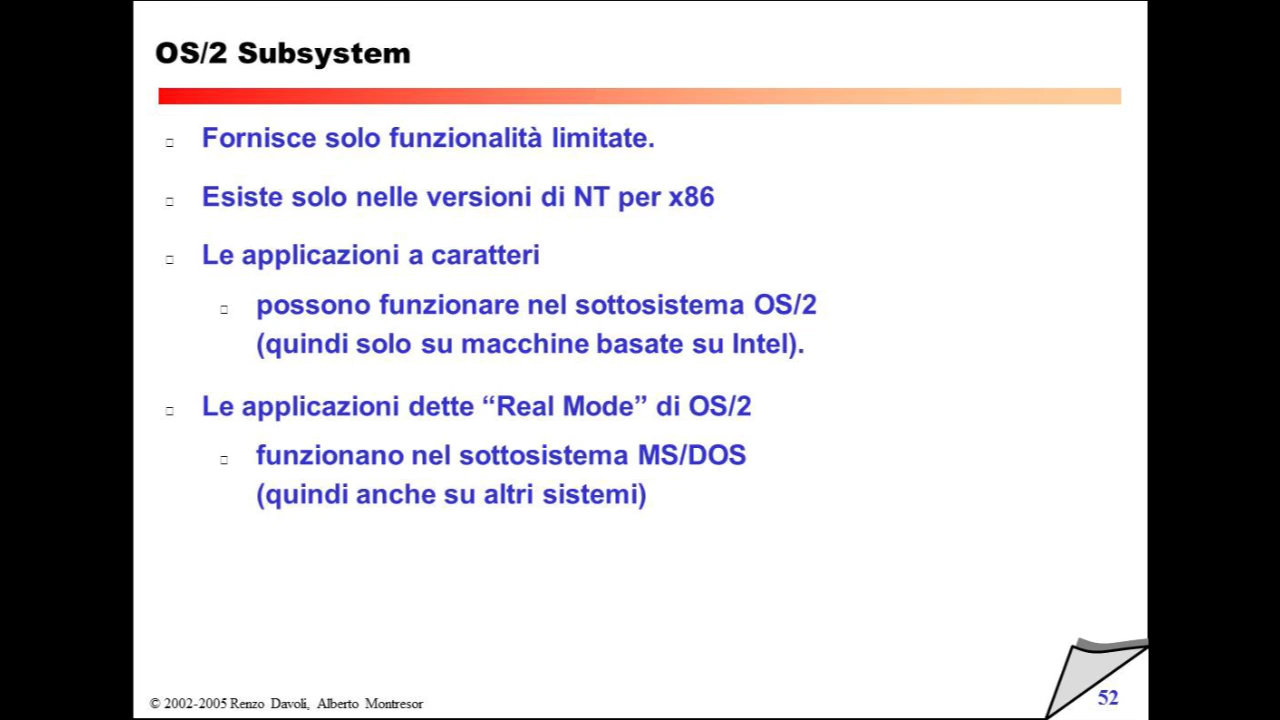 OS/2 Subsystem
Fornisce solo funzionalità limitate.
Esiste solo nelle versioni di NT per x86
Le applicazioni a caratteri
possono funzionare nel sottosistema OS/2
(quindi solo su macchine basate su Intel).
Le applicazioni dette “Real Mode” di OS/2
funzionano nel sottosistema MS/DOS
(quindi anche su altri sistemi)
© 2002-2005 Renzo Davoli, Alberto Montresor
52